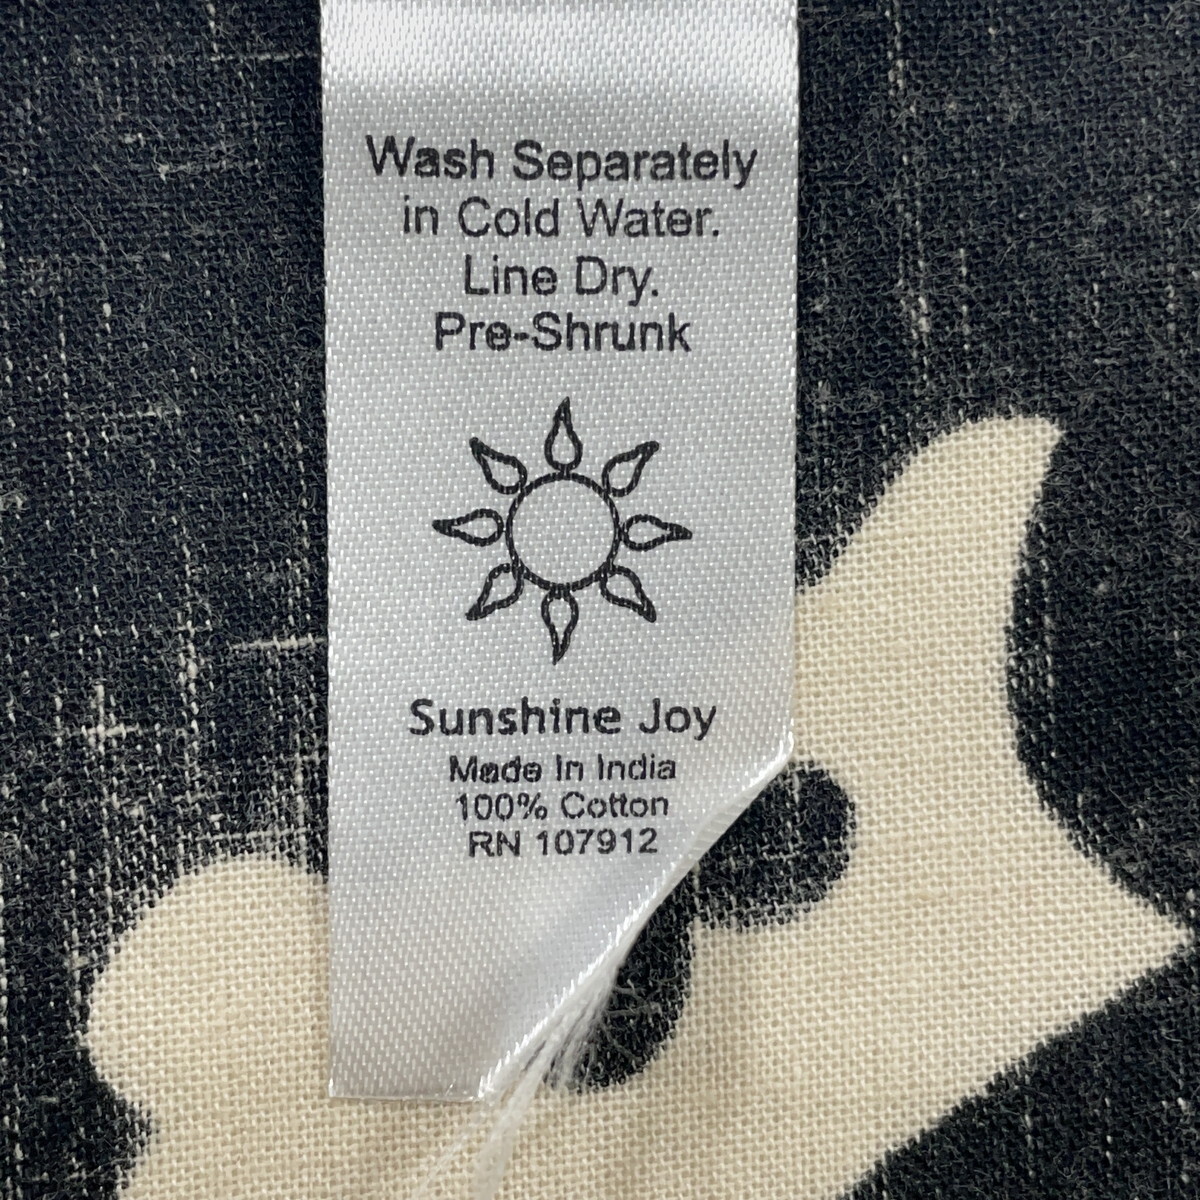 Wash Separately
in Cold Water.
Line Dry.
Pre-Shrunk
Sunshine Joy
Made In India
100% Cotton
RN 107912